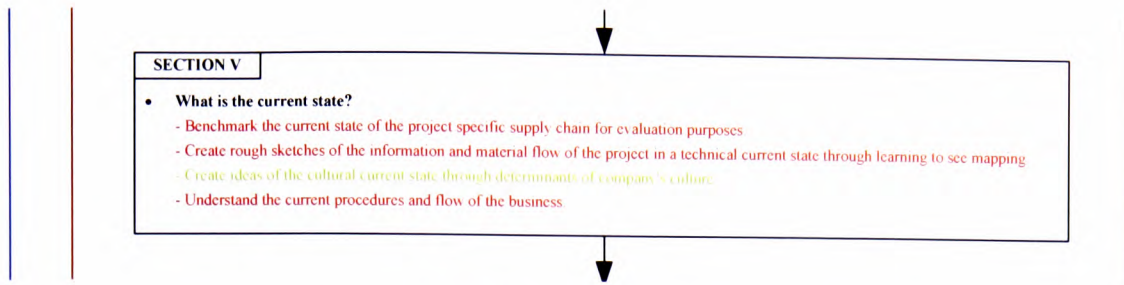 SECTION V
• What is the current state?
- Benchmark the current state of the project specific supply chain for evaluation purposes
- Create rough sketches of the information and material flow of the project in a technical current state through learning to see mapping
- Create ideas of the cultural current state through determinants of company's culture
- Understand the current procedures and flow of the business